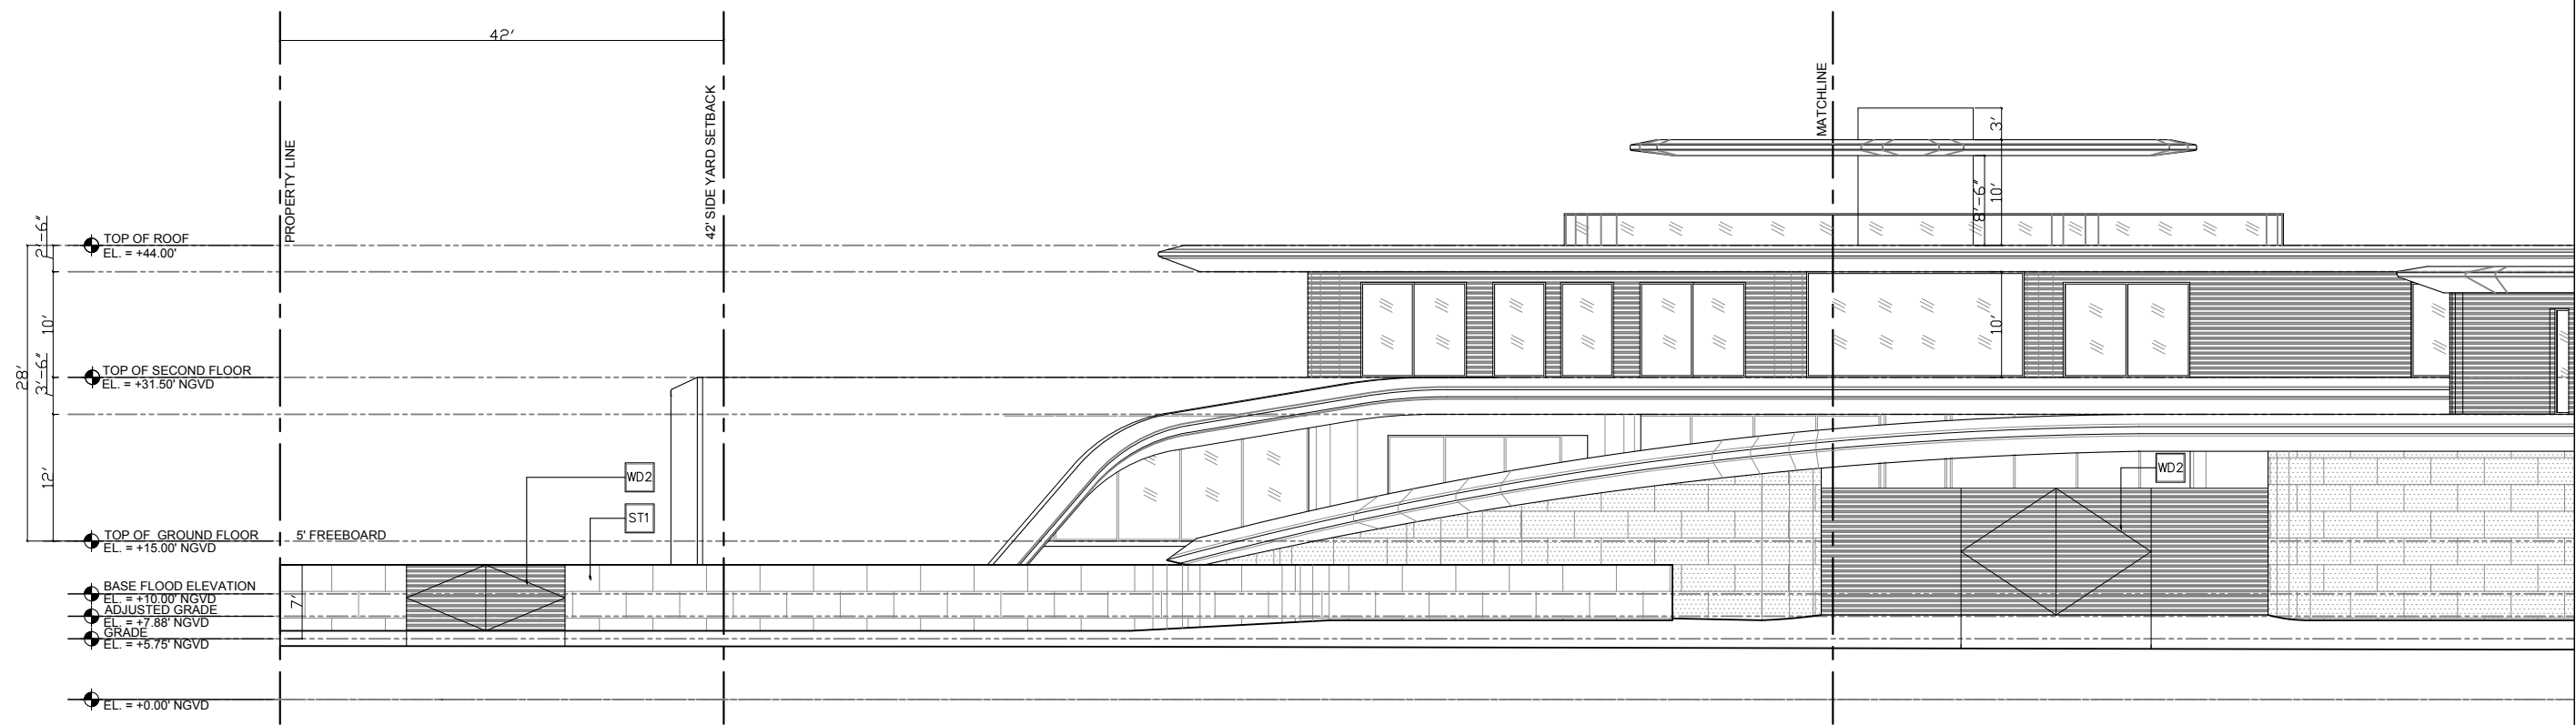 42'
PROPERTY LINE
42' SIDE YARD SETBACK
MATCHLINE
3'
10'
8'-6"
10'
TOP OF ROOF
EL. = +44.00'
2'-6"
10'
TOP OF SECOND FLOOR
EL. = +31.50' NGVD
3'-6"
28'
12'
WD2
ST1
WD2
TOP OF GROUND FLOOR
5' FREEBOARD
EL. = +15.00' NGVD
BASE FLOOD ELEVATION
EL. = +10.00' NGVD
7'
ADJUSTED GRADE
EL. = +7.88' NGVD
GRADE
EL. = +5.75' NGVD
EL. = +0.00' NGVD